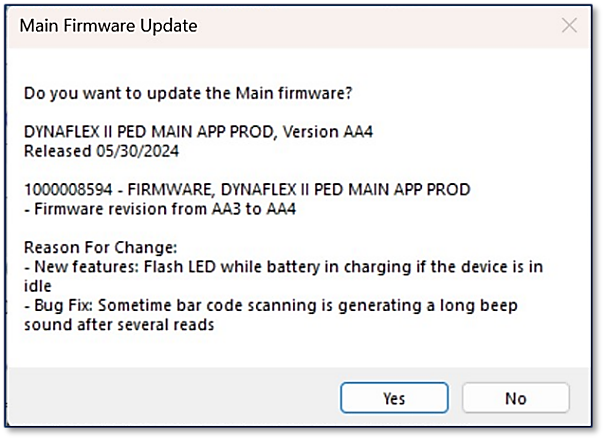 Main Firmware Update
Do you want to update the Main firmware?
DYNAFLEX II PED MAIN APP PROD, Version AA4
Released 05/30/2024
1000008594 - FIRMWARE, DYNAFLEX II PED MAIN APP PROD
- Firmware revision from AA3 to AA4
Reason For Change:
- New features: Flash LED while battery in charging if the device is in
idle
- Bug Fix: Sometime bar code scanning is generating a long beep
sound after several reads
Yes
No